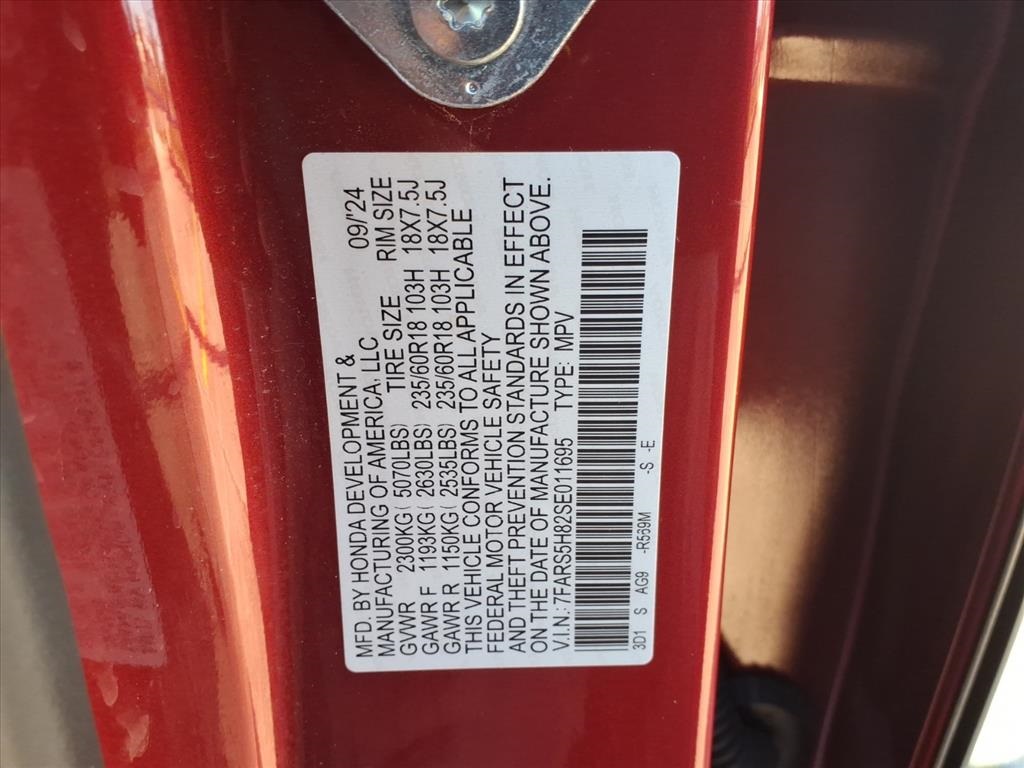 MFD. BY HONDA DEVELOPMENT &
MANUFACTURING OF AMERICA, LLC 09/'24
GVWR 2300KG( 5070LBS) TIRE SIZE RIM SIZE
GAWR F 1193KG( 2630LBS) 235/60R18 103H 18X7.5J
GAWR R 1150KG( 2535LBS) 235/60R18 103H 18X7.5J
THIS VEHICLE CONFORMS TO ALL APPLICABLE
FEDERAL MOTOR VEHICLE SAFETY
AND THEFT PREVENTION STANDARDS IN EFFECT
ON THE DATE OF MANUFACTURE SHOWN ABOVE.
V.I.N.: 7FARS5H82SE011695 TYPE: MPV
3D1 S AG9 -R569M -S -E